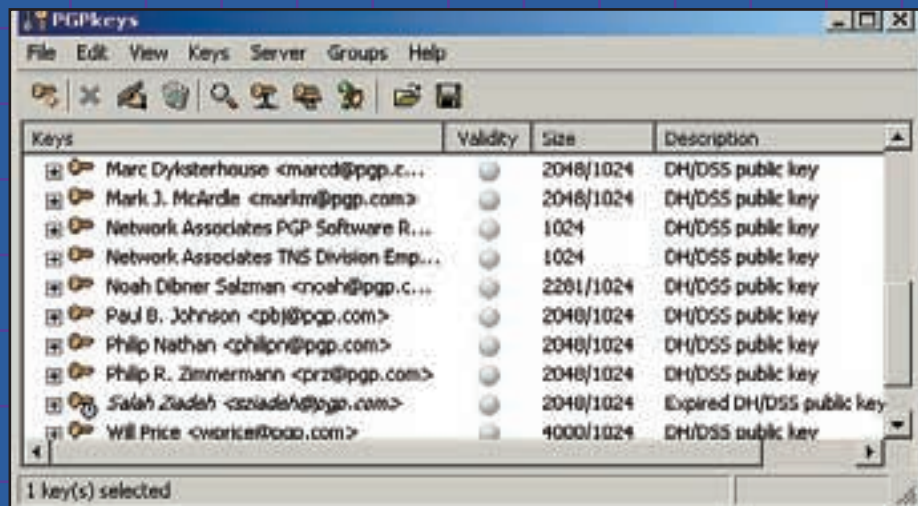 PGPkeys
File Edit View Keys Server Groups Help
Keys Validity Size Description
Marc Dyksterhouse <marcd@pgp.c... 2048/1024 DH/DSS public key
Mark J. McArdle <markm@pgp.com> 2048/1024 DH/DSS public key
Network Associates PGP Software R... 1024 DH/DSS public key
Network Associates TNS Division Emp... 1024 DH/DSS public key
Noah Dibner Salzman <noah@pgp.c... 2281/1024 DH/DSS public key
Paul B. Johnson <pbj@pgp.com> 2048/1024 DH/DSS public key
Philip Nathan <philipn@pgp.com> 2048/1024 DH/DSS public key
Philip R. Zimmermann <prz@pgp.com> 2048/1024 DH/DSS public key
Salah Ziadeh <sziadeh@pgp.com> 2048/1024 Expired DH/DSS public key
Will Price <wprice@pgp.com> 4000/1024 DH/DSS public key
1 key(s) selected